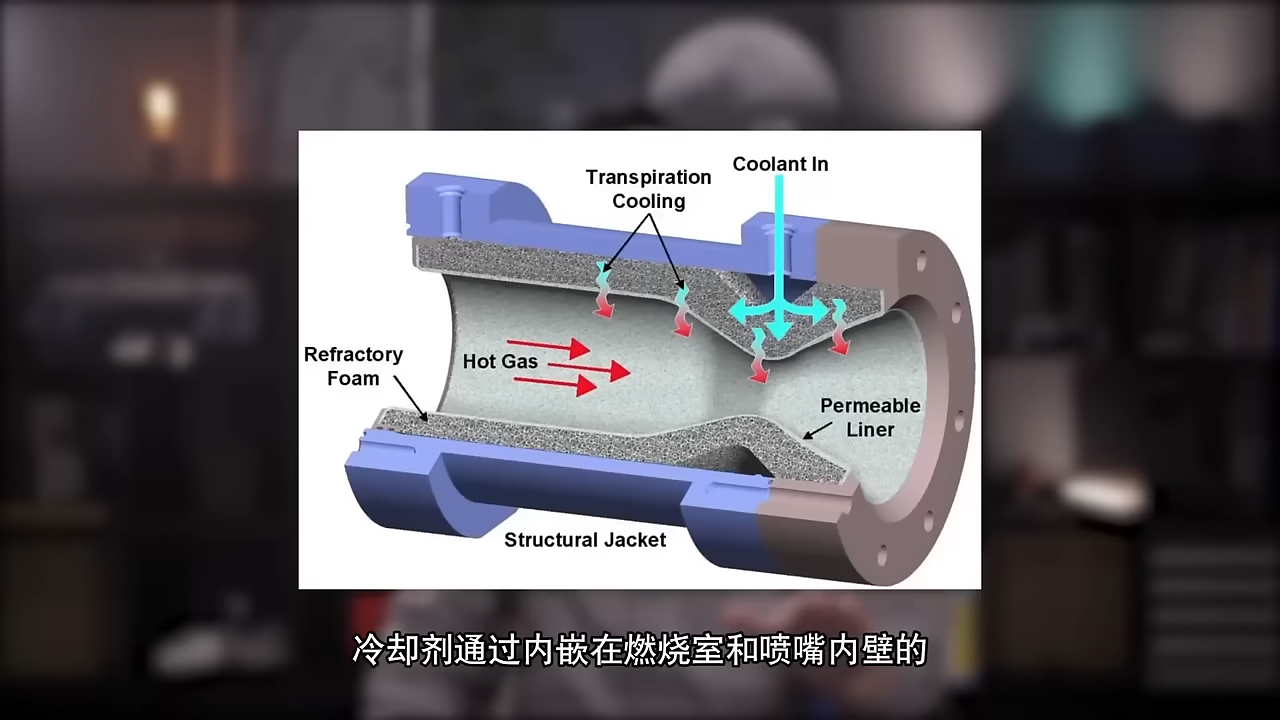 Coolant In
Transpiration
Cooling
Refractory
Foam
Hot Gas
Permeable
Liner
Structural Jacket
冷却剂通过内嵌在燃烧室和喷嘴内壁的